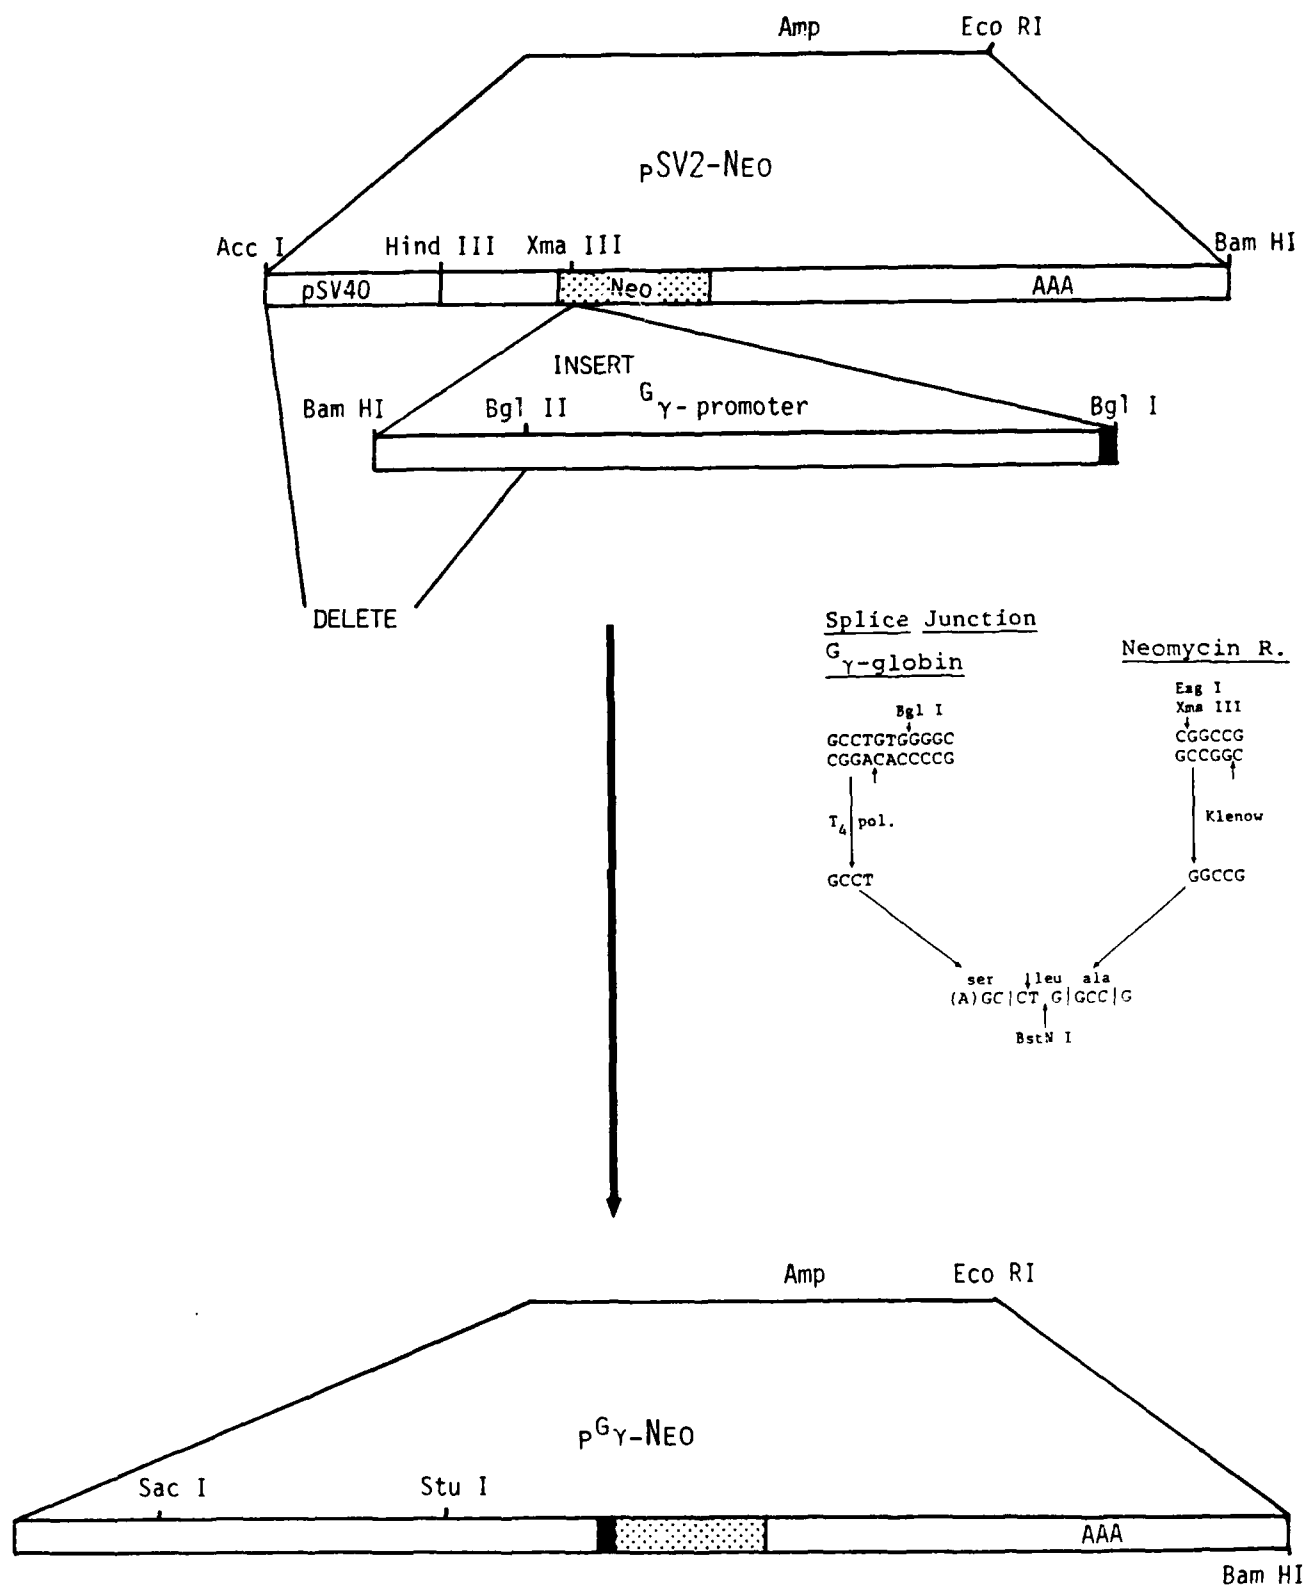 Amp Eco RI
pSV2-NEO
Acc I Hind III Xma III Bam HI
pSV40 Neo AAA
INSERT
Bam HI Bgl II Gγ-promoter Bgl I
DELETE
Splice Junction
Gγ-globin
Neomycin R.
Bgl I
GCCTGTGGGGC
CGGACACCCCG
T4 pol.
GCCT
Eag I
Xma III
CGGCCG
GCCGGC
Klenow
GGCCG
ser leu ala
(A)GC|CT G|GCC|G
BstN I
Amp Eco RI
pGγ-NEO
Sac I Stu I
AAA
Bam HI